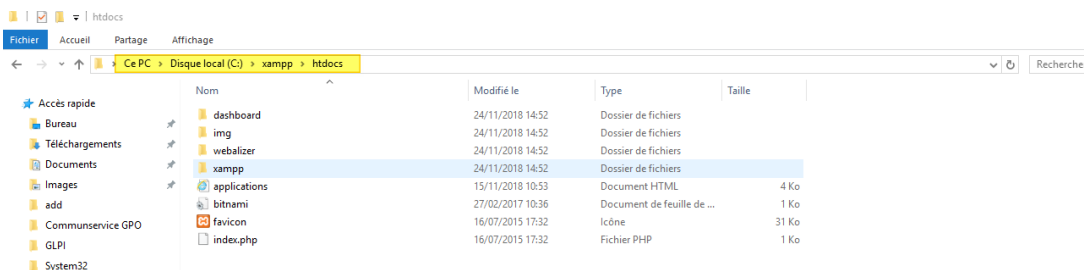 htdocs
Fichier Accueil Partage Affichage
Ce PC > Disque local (C:) > xampp > htdocs Recherche
Nom Modifié le Type Taille
Accès rapide
Bureau
Téléchargements
Documents
Images
add
Communservice GPO
GLPI
System32
dashboard 24/11/2018 14:52 Dossier de fichiers
img 24/11/2018 14:52 Dossier de fichiers
webalizer 24/11/2018 14:52 Dossier de fichiers
xampp 24/11/2018 14:52 Dossier de fichiers
applications 15/11/2018 10:53 Document HTML 4 Ko
bitnami 27/02/2017 10:36 Document de feuille de ... 1 Ko
favicon 16/07/2015 17:32 Icône 31 Ko
index.php 16/07/2015 17:32 Fichier PHP 1 Ko